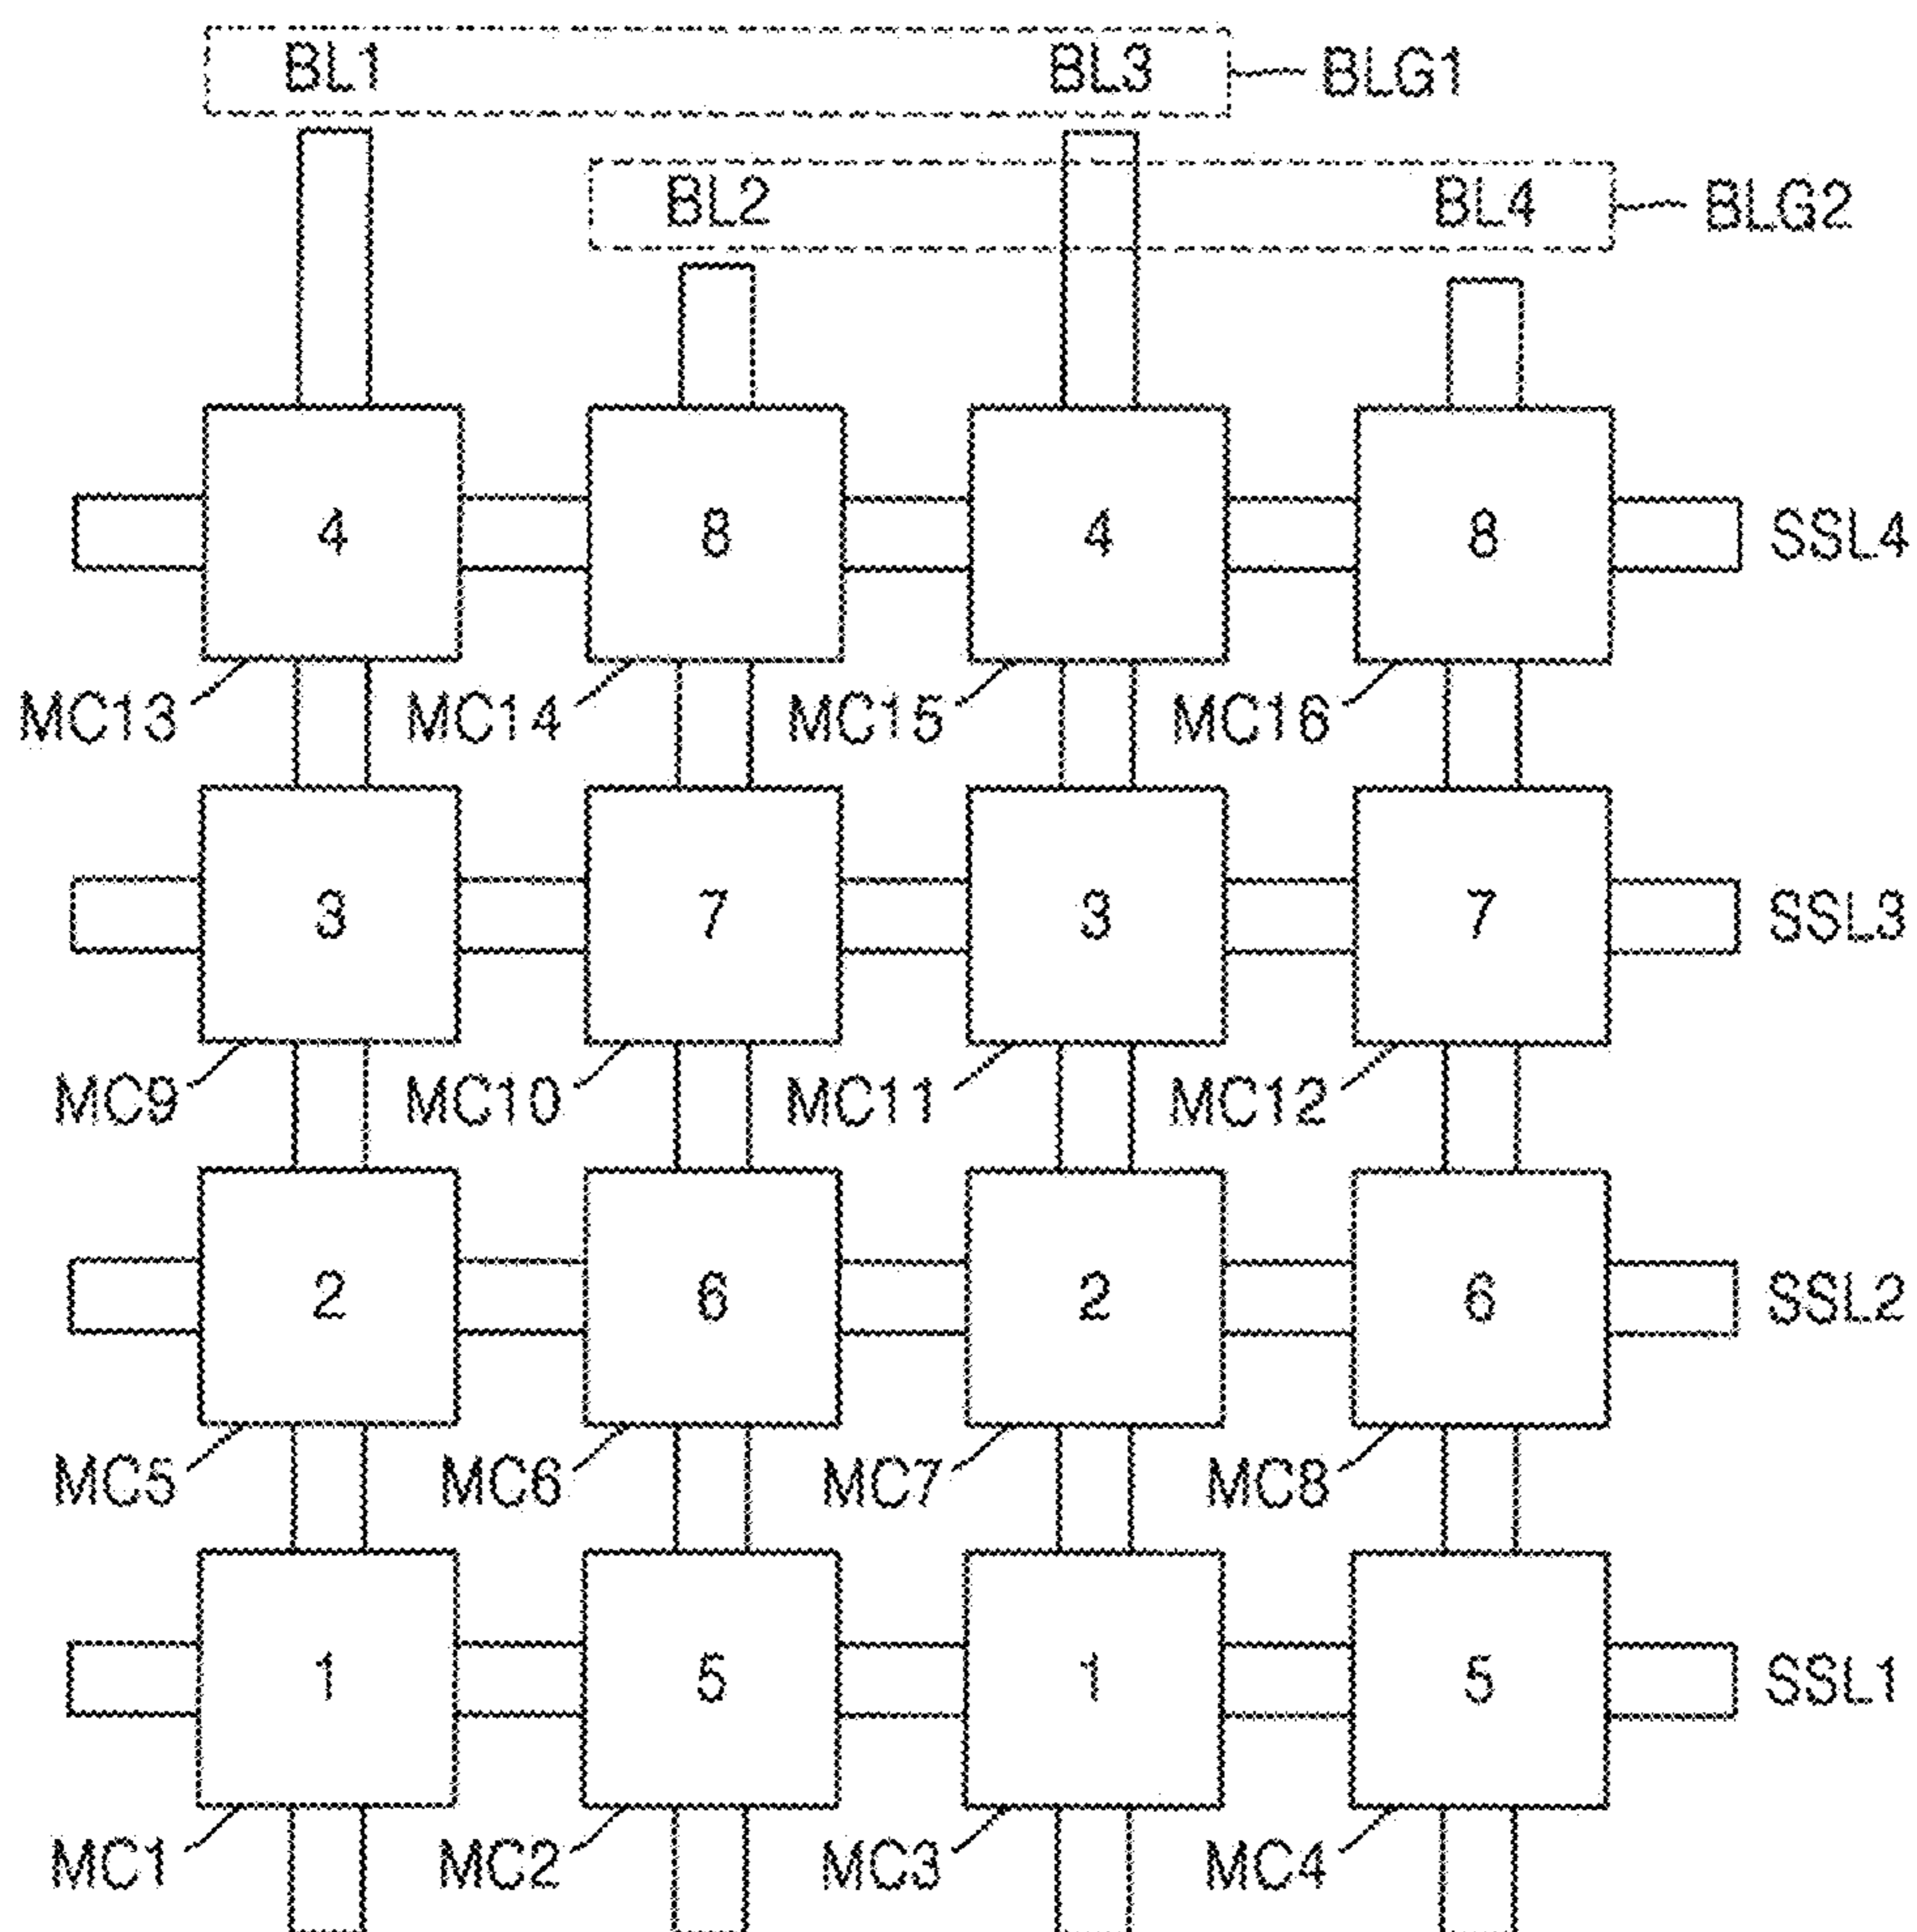 BL1 BL3 BLG1
BL2 BL4 BLG2
4 8 4 8 SSL4
MC13 MC14 MC15 MC16
3 7 3 7 SSL3
MC9 MC10 MC11 MC12
2 6 2 6 SSL2
MC5 MC6 MC7 MC8
1 5 1 5 SSL1
MC1 MC2 MC3 MC4